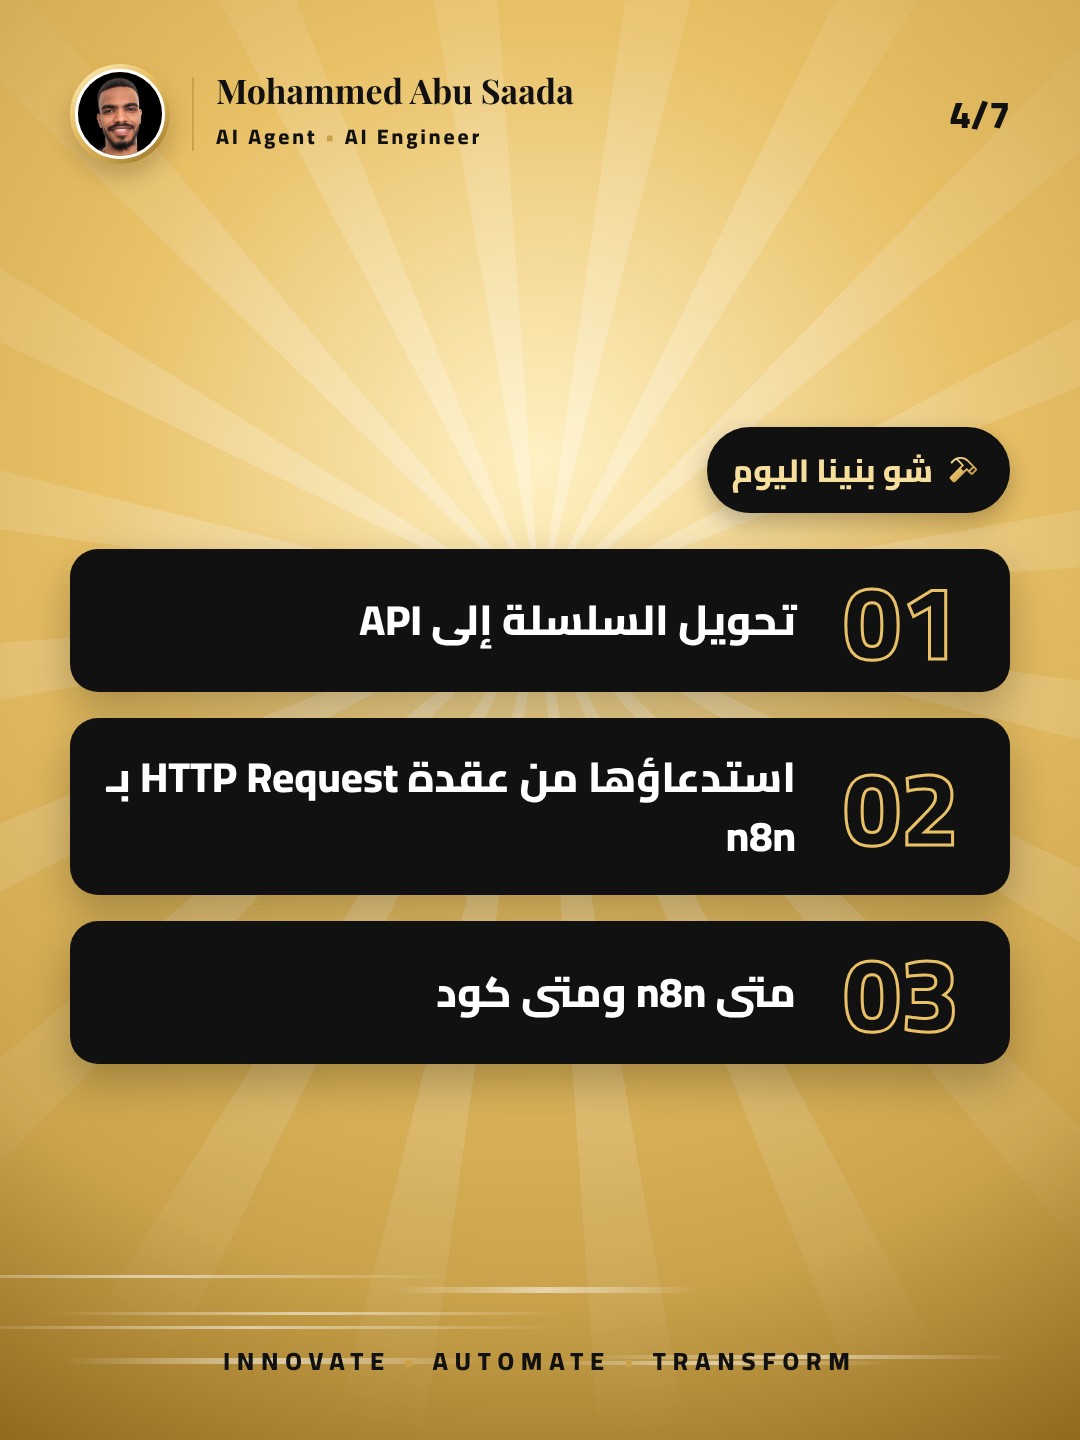 Mohammed Abu Saada
AI Agent ▪ AI Engineer
4/7
شو بنينا اليوم
01
تحويل السلسلة إلى API
02
استدعاؤها من عقدة HTTP Request بـ
n8n
03
متى n8n ومتى كود
INNOVATE ▪ AUTOMATE ▪ TRANSFORM